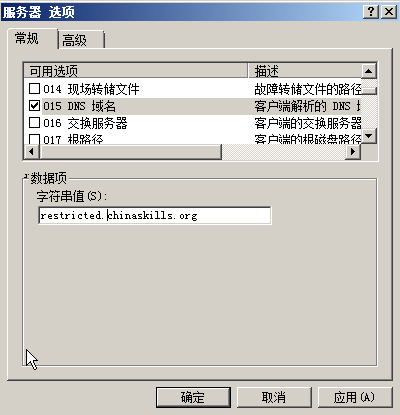 服务器 选项
常规 高级
可用选项 描述
014 现场转储文件 故障转储文件的路径
015 DNS 域名 客户端解析的 DNS
016 交换服务器 客户端的交换服务器
017 根路径 客户端的根磁盘路径
数据项
字符串值(S):
restricted.chinaskills.org
确定 取消 应用(A)